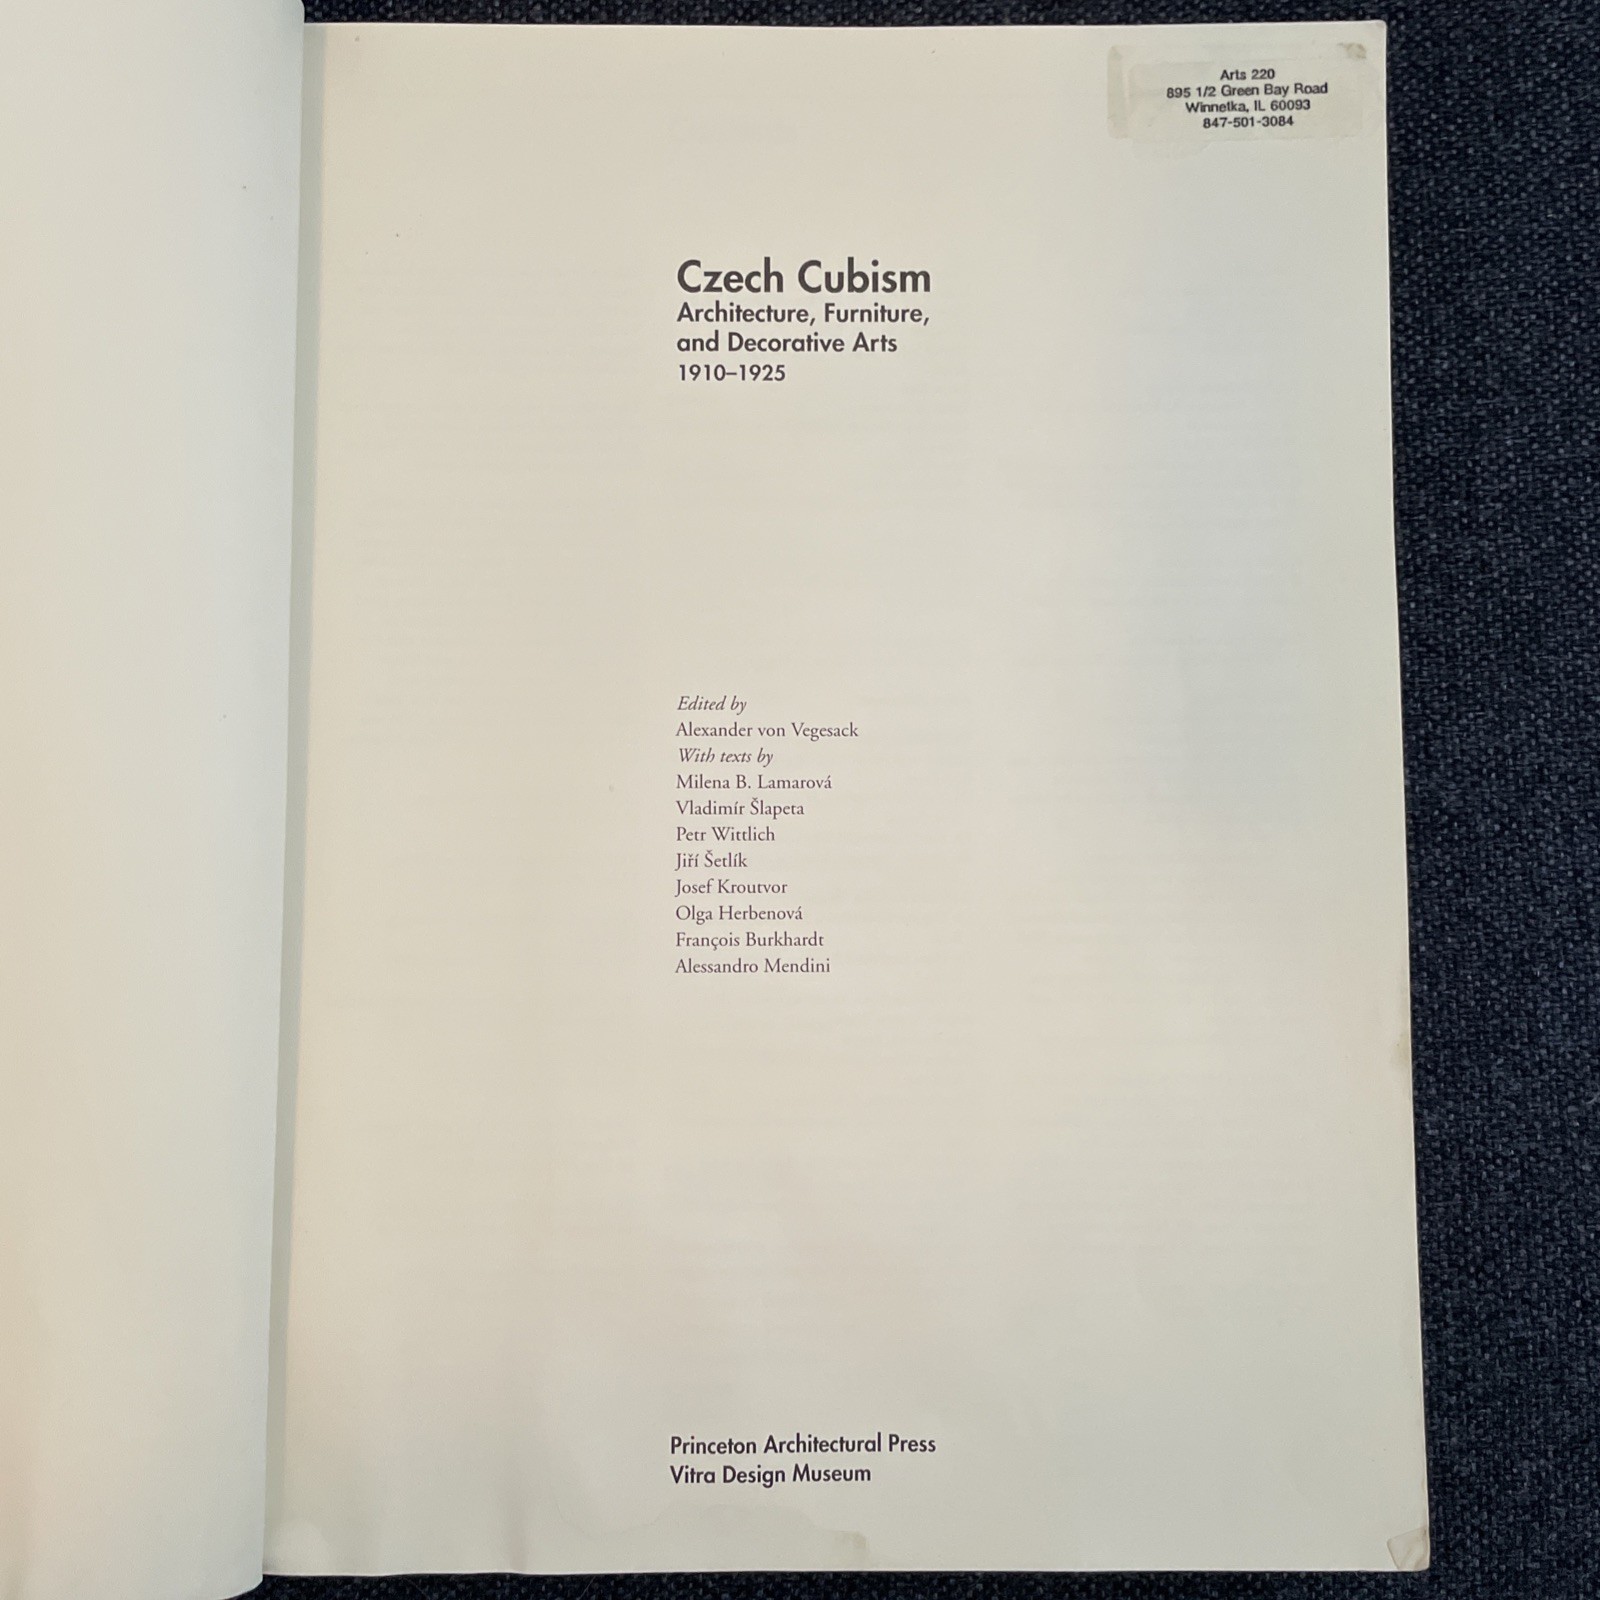 Arts 220
895 1/2 Green Bay Road
Winnetka, IL 60093
847-501-3084
Czech Cubism
Architecture, Furniture,
and Decorative Arts
1910–1925
Edited by
Alexander von Vegesack
With texts by
Milena B. Lamarová
Vladimír Šlapeta
Petr Wittlich
Jiří Šetlík
Josef Kroutvor
Olga Herbenová
François Burkhardt
Alessandro Mendini
Princeton Architectural Press
Vitra Design Museum